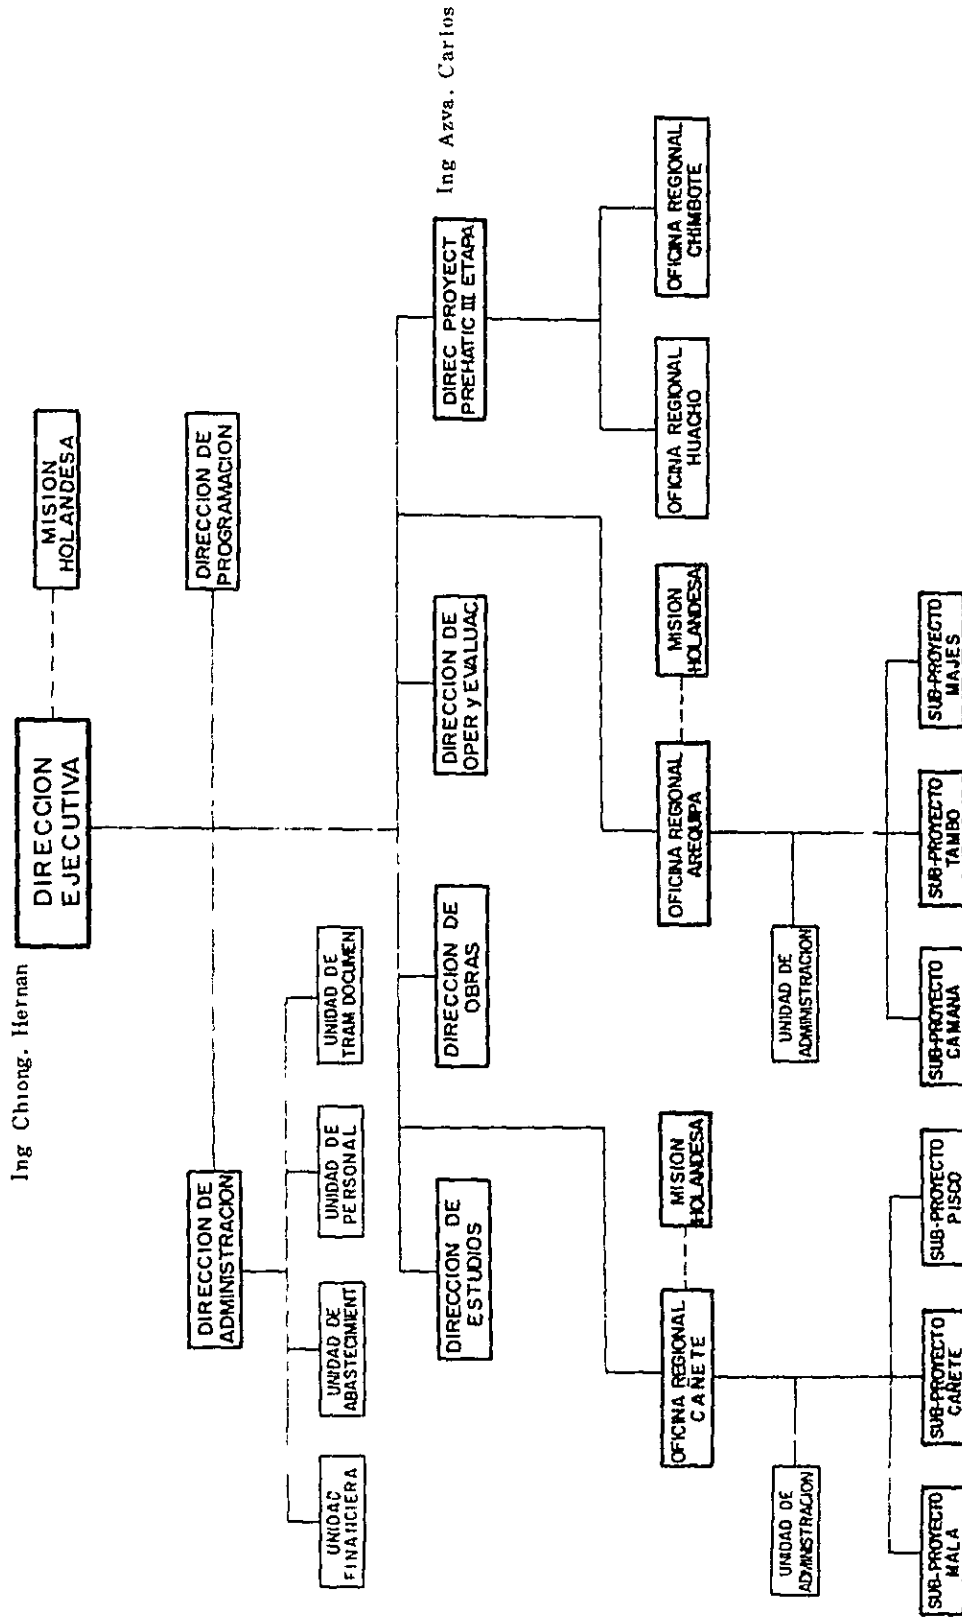 Ing Chiong. Hernan
DIRECCION
EJECUTIVA
MISION
HOLANDESA
DIRECCION DE
ADMINISTRACION
DIRECCION DE
PROGRAMACION
UNIDAD
FINANCIERA
UNIDAD DE
ABASTECIMIENT
UNIDAD DE
PERSONAL
UNIDAD DE
TRAM DOCUMEN
DIRECCION DE
ESTUDIOS
DIRECCION DE
OBRAS
DIRECCION DE
OPER y EVALUAC
DIREC PROYECT
PREHATIC III ETAPA
Ing Azva. Carlos
OFICINA REGIONAL
CAÑETE
MISION
HOLANDESA
OFICINA REGIONAL
AREQUIPA
MISION
HOLANDESA
OFICINA REGIONAL
HUACHO
OFICINA REGIONAL
CHIMBOTE
UNIDAD DE
ADMINISTRACION
UNIDAD DE
ADMINISTRACION
SUB-PROYECTO
MALA
SUB-PROYECTO
CAÑETE
SUB-PROYECTO
PISCO
SUB-PROYECTO
CAMANA
SUB-PROYECTO
TAMBO
SUB-PROYECTO
MAJES